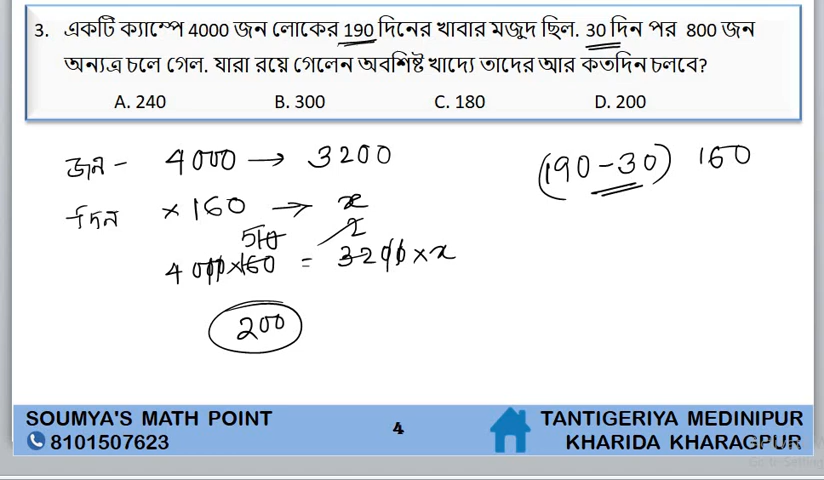 3. একটি ক্যাম্পে 4000 জন লোকের 190 দিনের খাবার মজুদ ছিল. 30 দিন পর 800 জন
অন্যত্র চলে গেল. যারা রয়ে গেলেন অবশিষ্ট খাদ্যে তাদের আর কতদিন চলবে?
A. 240 B. 300 C. 180 D. 200
জন - 4000 → 3200 (190 - 30) 160
দিন × 160 → x
4000 × 160 = 3200 × x
200
SOUMYA'S MATH POINT
8101507623
4
TANTIGERIYA MEDINIPUR
KHARIDA KHARAGPUR